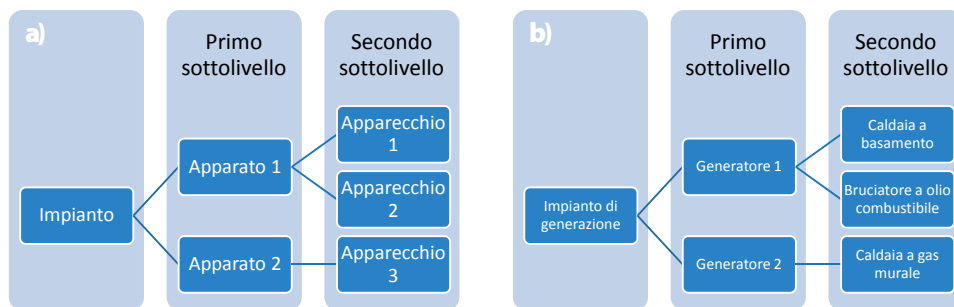 a)
Primo
sottolivello
Secondo
sottolivello
Impianto
Apparato 1
Apparato 2
Apparecchio
1
Apparecchio
2
Apparecchio
3
b)
Primo
sottolivello
Secondo
sottolivello
Impianto di
generazione
Generatore 1
Generatore 2
Caldaia a
basamento
Bruciatore a olio
combustibile
Caldaia a gas
murale